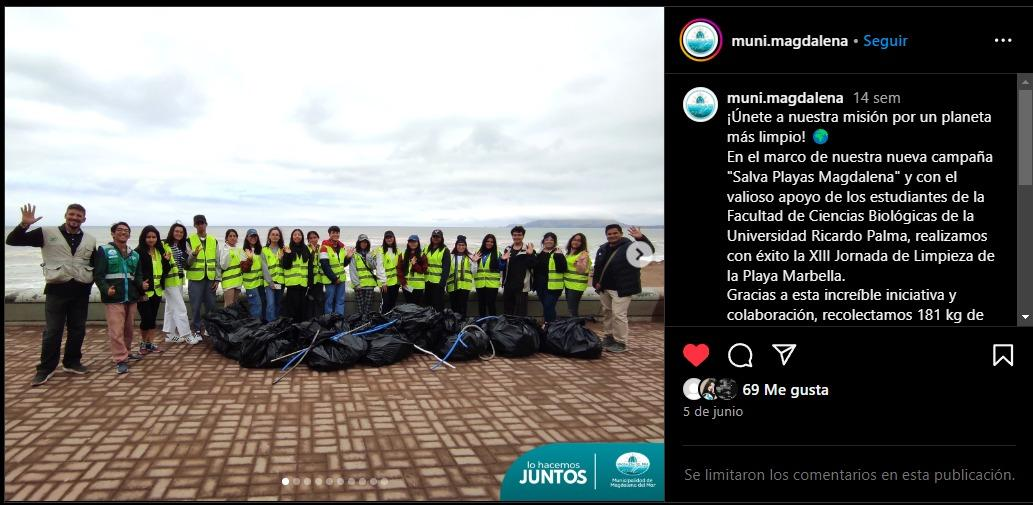 muni.magdalena • Seguir
muni.magdalena 14 sem
¡Únete a nuestra misión por un planeta
más limpio! 🌍
En el marco de nuestra nueva campaña
"Salva Playas Magdalena" y con el
valioso apoyo de los estudiantes de la
Facultad de Ciencias Biológicas de la
Universidad Ricardo Palma, realizamos
con éxito la XIII Jornada de Limpieza de
la Playa Marbella.
Gracias a esta increíble iniciativa y
colaboración, recolectamos 181 kg de
69 Me gusta
5 de junio
Se limitaron los comentarios en esta publicación.
lo hacemos
JUNTOS
Municipalidad de
Magdalena del Mar